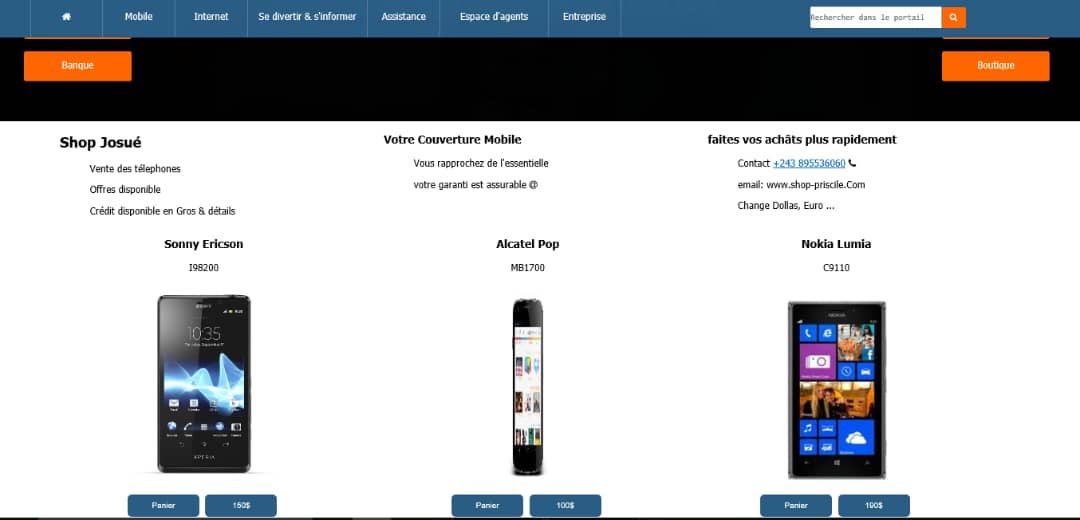 Mobile
Internet
Se divertir & s'informer
Assistance
Espace d'agents
Entreprise
Rechercher dans le portail
Banque
Boutique
Shop Josué
Vente des télephones
Offres disponible
Crédit disponible en Gros & détails
Votre Couverture Mobile
Vous rapprochez de l'essentielle
votre garanti est assurable @
faites vos achâts plus rapidement
Contact +243 895536060
email: www.shop-priscile.Com
Change Dollas, Euro ...
Sonny Ericson
I98200
Alcatel Pop
MB1700
Nokia Lumia
C9110
10:35
XPERIA
NOKIA
Panier
150$
Panier
100$
Panier
190$